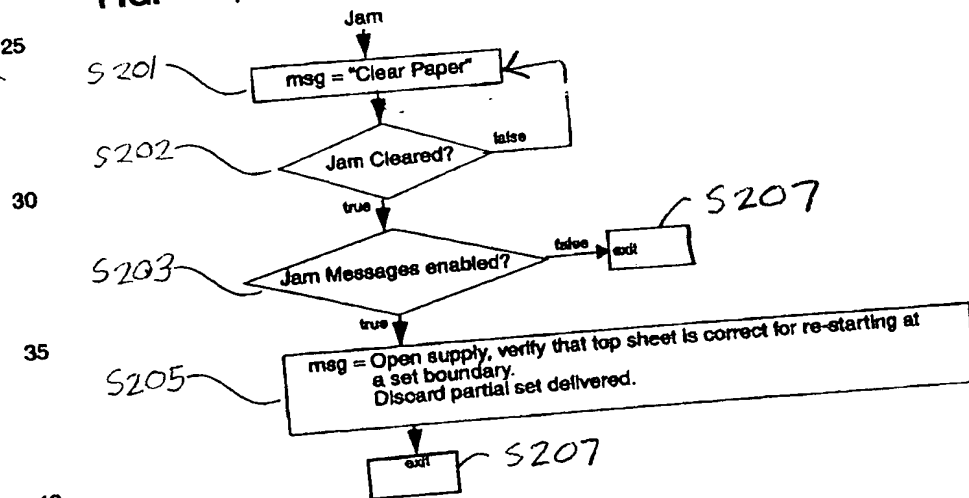 Jam
25
S201
msg = "Clear Paper"
S202
Jam Cleared?
false
30
true
S207
S203
Jam Messages enabled?
false
exit
true
35
S205
msg = Open supply, verify that top sheet is correct for re-starting at
a set boundary.
Discard partial set delivered.
exit
S207